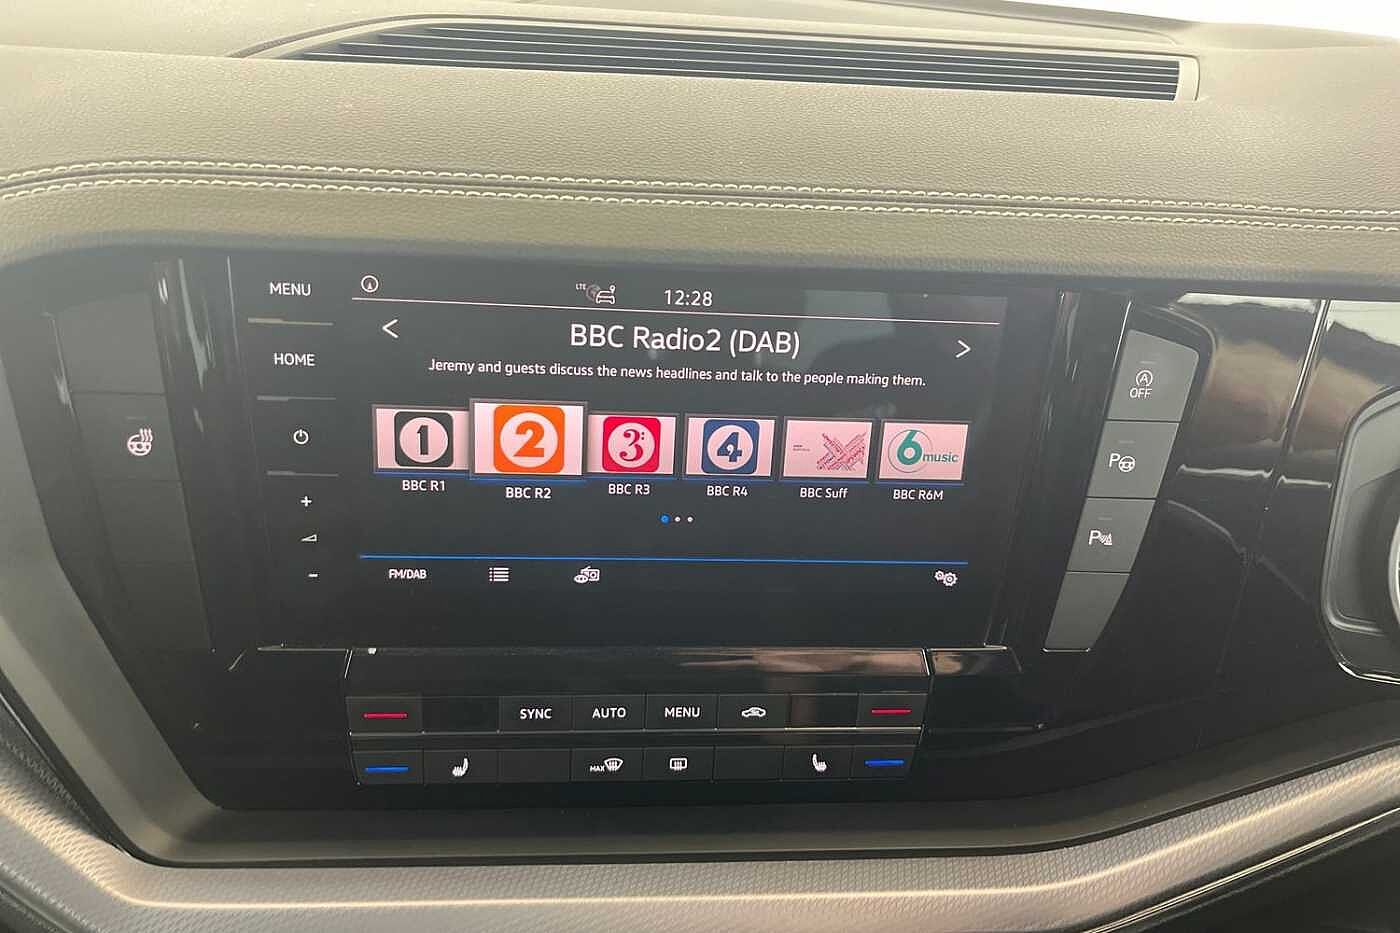 MENU
LTE
12:28
BBC Radio2 (DAB)
HOME
Jeremy and guests discuss the news headlines and talk to the people making them.
1
2
3
4
6
music
BBC R1
BBC R2
BBC R3
BBC R4
BBC Suff
BBC R6M
+
-
FM/DAB
A
OFF
P
P
SYNC
AUTO
MENU
MAX